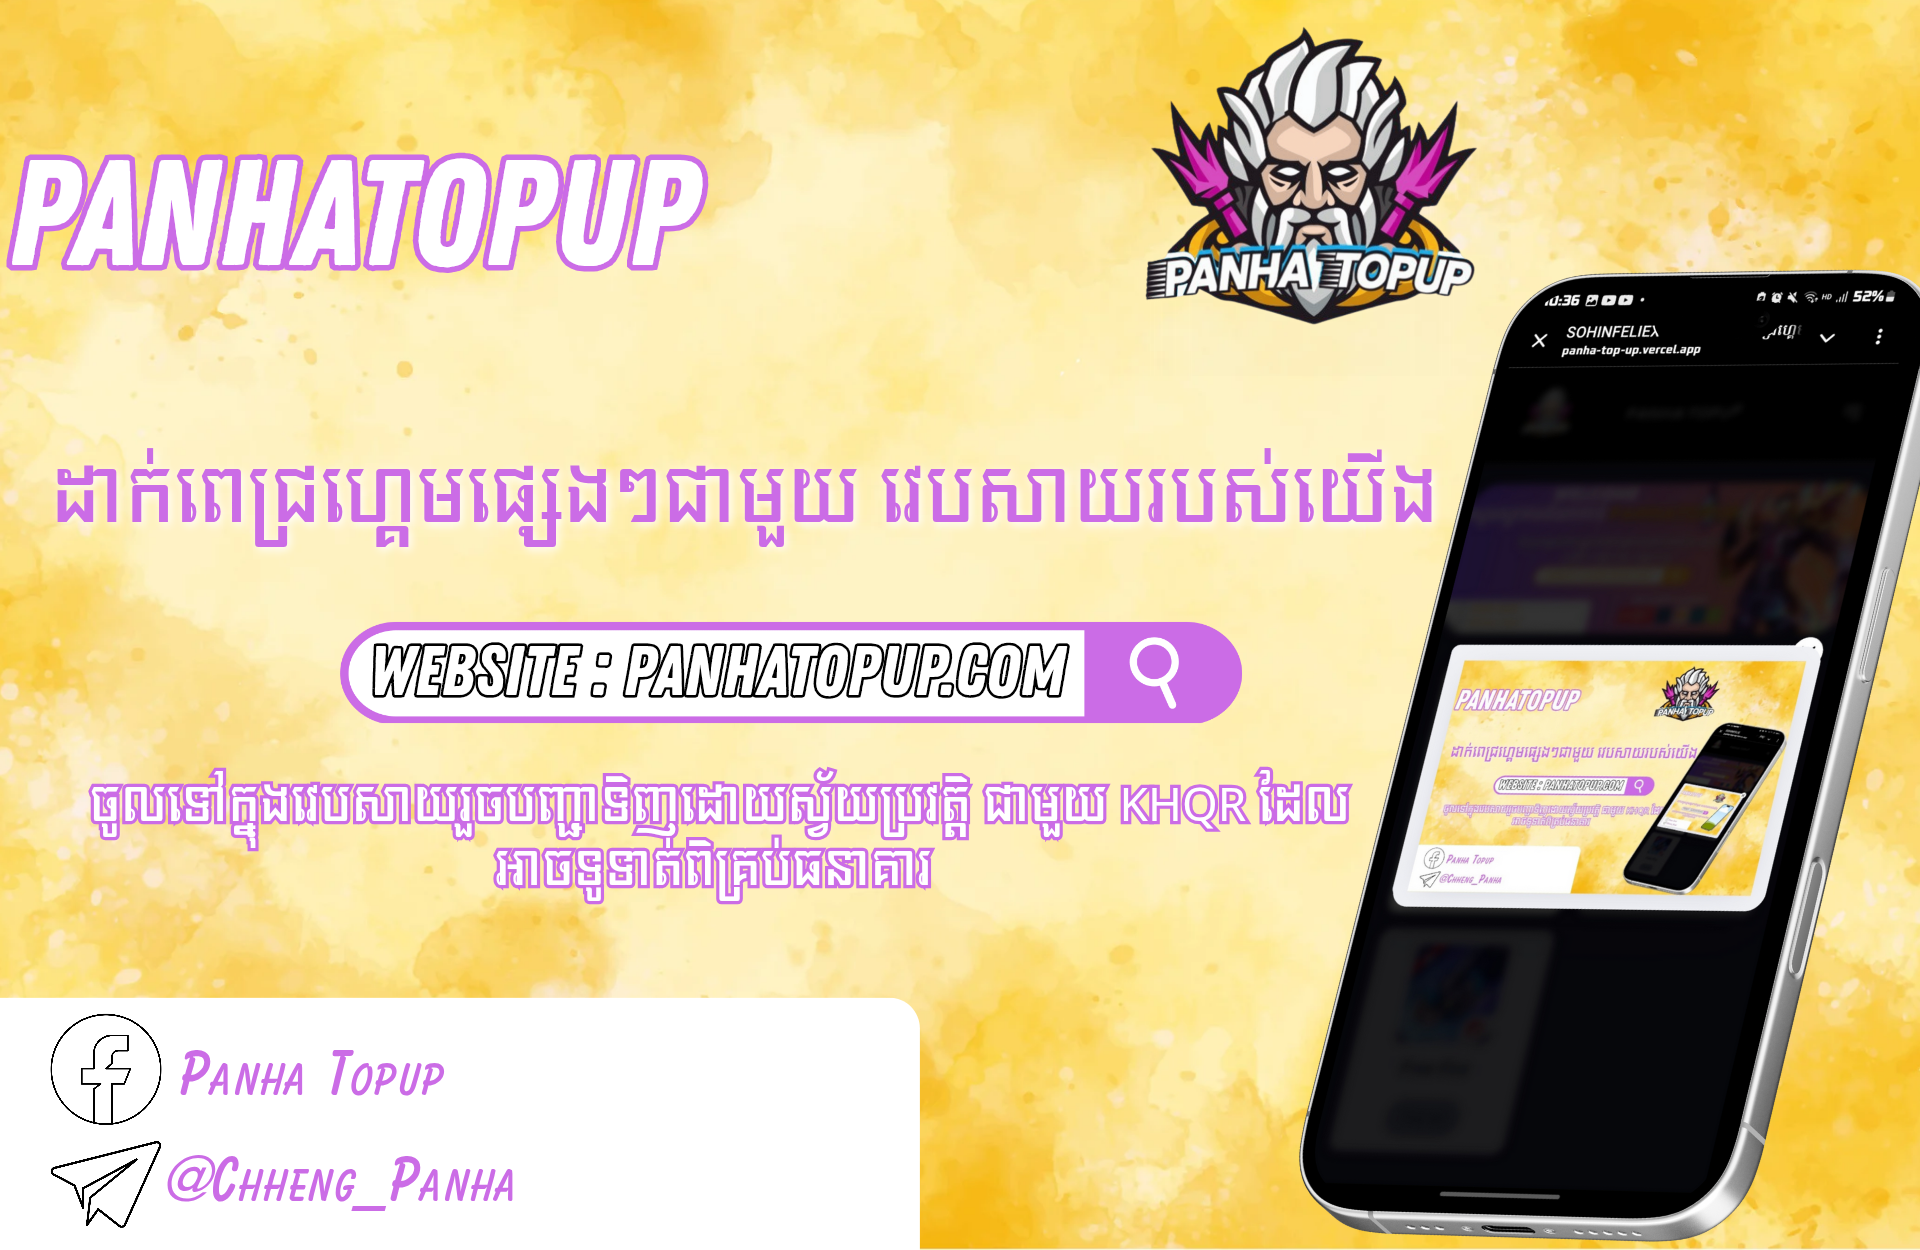 PANHATOPUP
PANHA TOPUP
10:36
HD 52%
SOHINFELIEX
panha-top-up.vercel.app
ដាក់ពេជ្រហ្គេមផ្សេងៗជាមួយ វេបសាយរបស់យើង
WEBSITE : PANHATOPUP.COM
ចូលទៅក្នុងវេបសាយរួចបញ្ជាទិញដោយស្វ័យប្រវត្តិ ជាមួយ KHQR ដែល
អាចទូទាត់ពីគ្រប់ធនាគារ
PANHATOPUP
PANHA TOPUP
ដាក់ពេជ្រហ្គេមផ្សេងៗជាមួយ វេបសាយរបស់យើង
WEBSITE : PANHATOPUP.COM
Panha Topup
@Chheng_Panha
Panha Topup
@Chheng_Panha